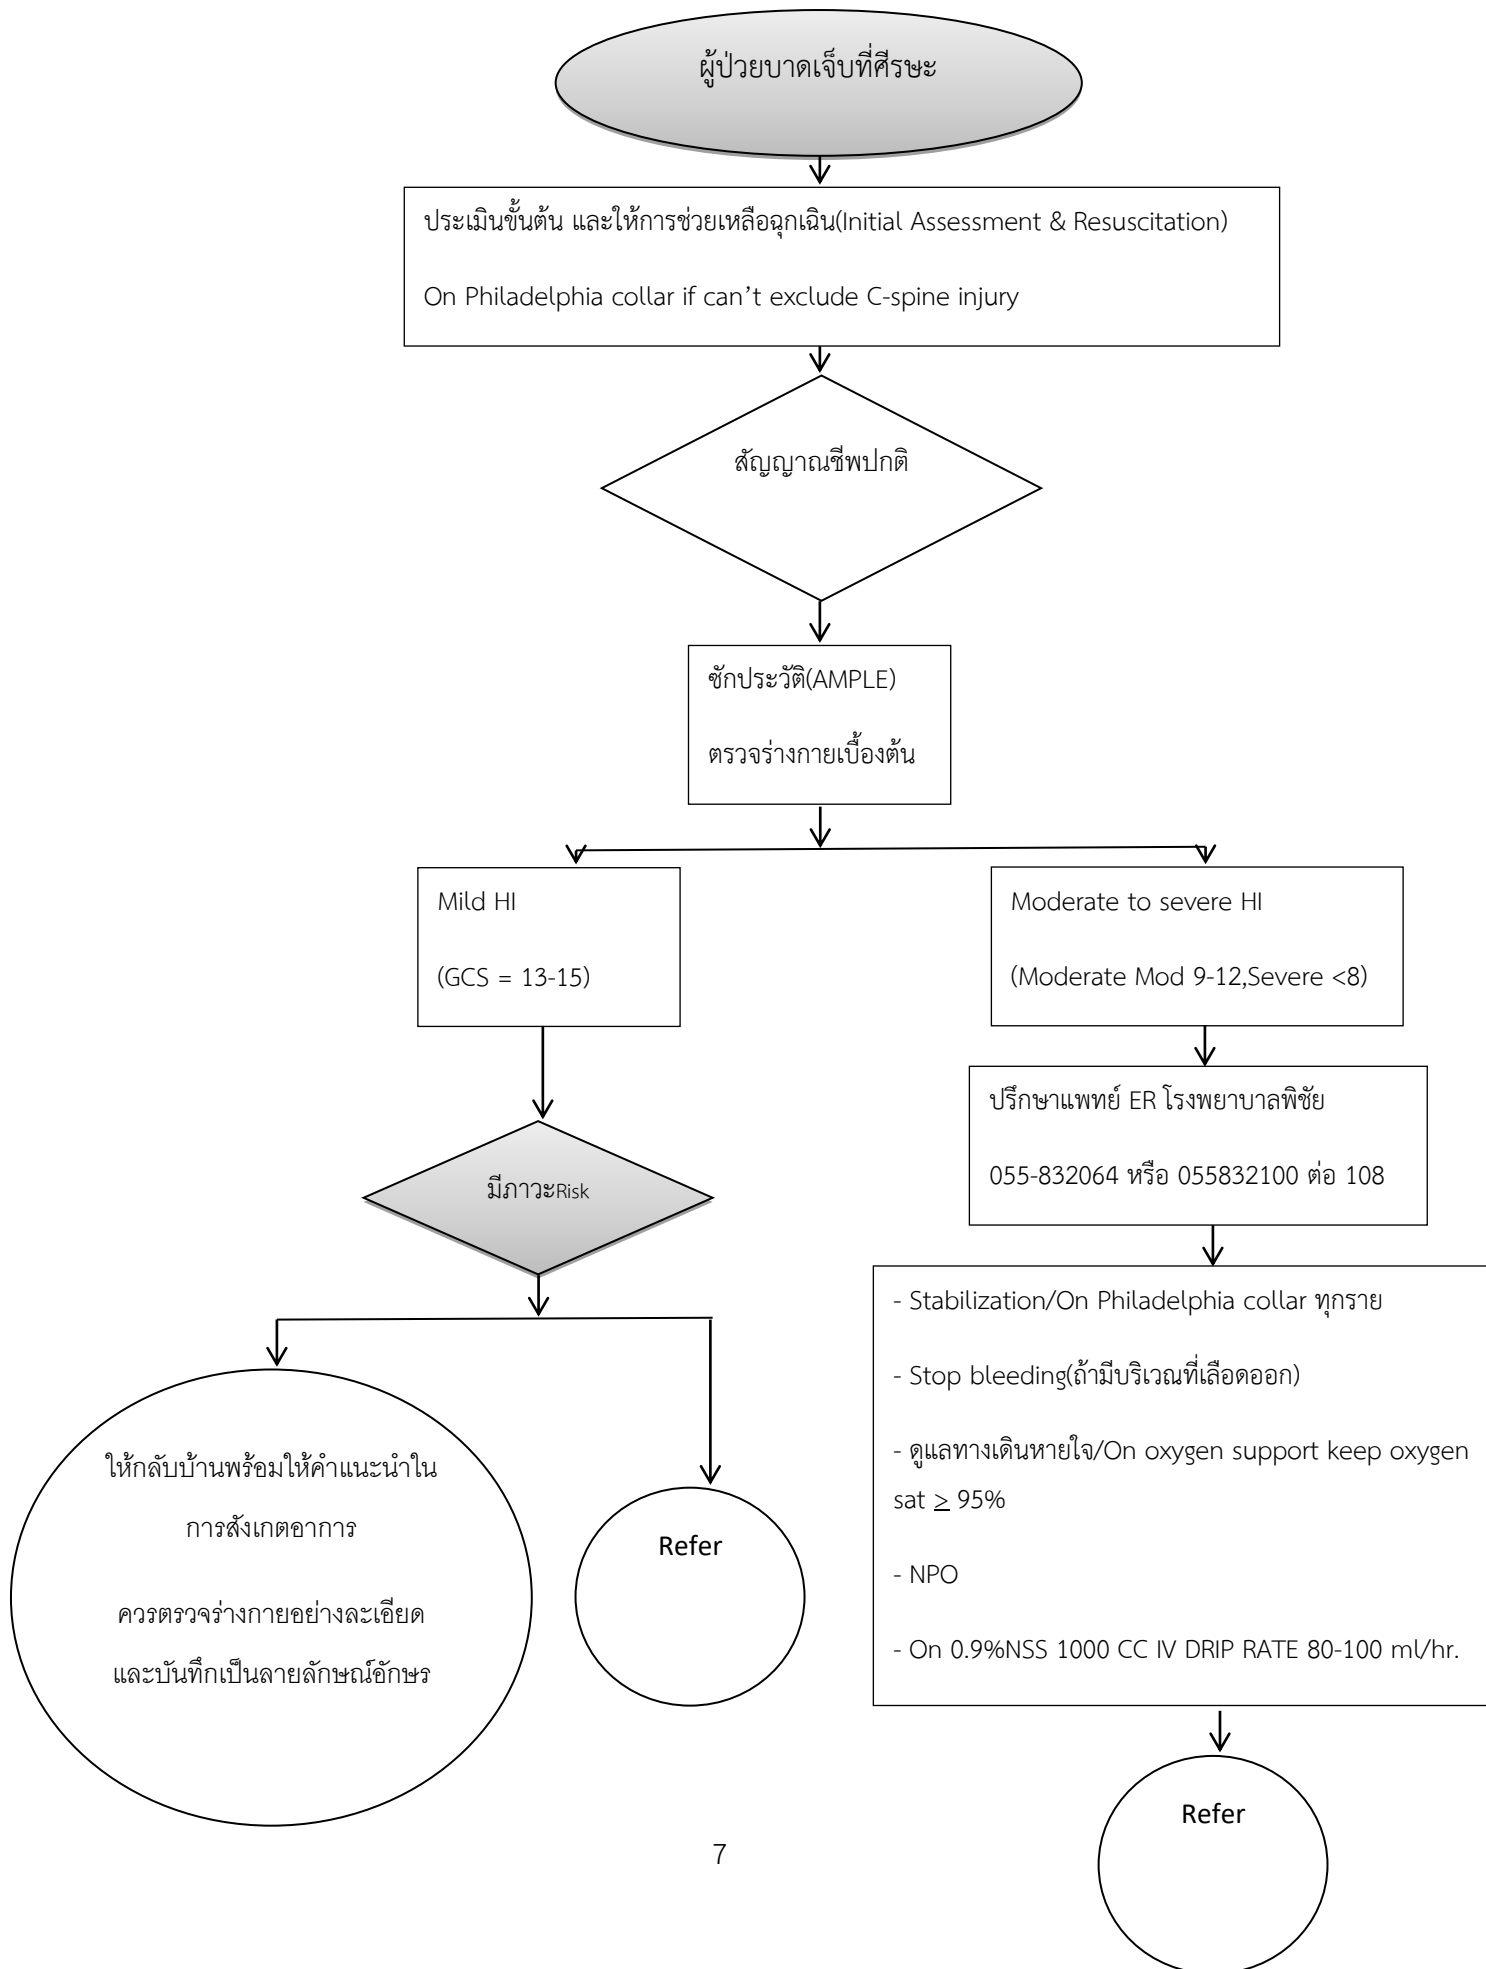 ผู้ป่วยบาดเจ็บที่ศีรษะ
ประเมินขั้นต้น และให้การช่วยเหลือฉุกเฉิน(Initial Assessment & Resuscitation)
On Philadelphia collar if can’t exclude C-spine injury
สัญญาณชีพปกติ
ซักประวัติ(AMPLE)
ตรวจร่างกายเบื้องต้น
Mild HI
(GCS = 13-15)
Moderate to severe HI
(Moderate Mod 9-12,Severe <8)
ปรึกษาแพทย์ ER โรงพยาบาลพิชัย
055-832064 หรือ 055832100 ต่อ 108
มีภาวะRisk
- Stabilization/On Philadelphia collar ทุกราย
- Stop bleeding(ถ้ามีบริเวณที่เลือดออก)
- ดูแลทางเดินหายใจ/On oxygen support keep oxygen
sat ≥ 95%
- NPO
- On 0.9%NSS 1000 CC IV DRIP RATE 80-100 ml/hr.
ให้กลับบ้านพร้อมให้คำแนะนำใน
การสังเกตอาการ
ควรตรวจร่างกายอย่างละเอียด
และบันทึกเป็นลายลักษณ์อักษร
Refer
Refer
7